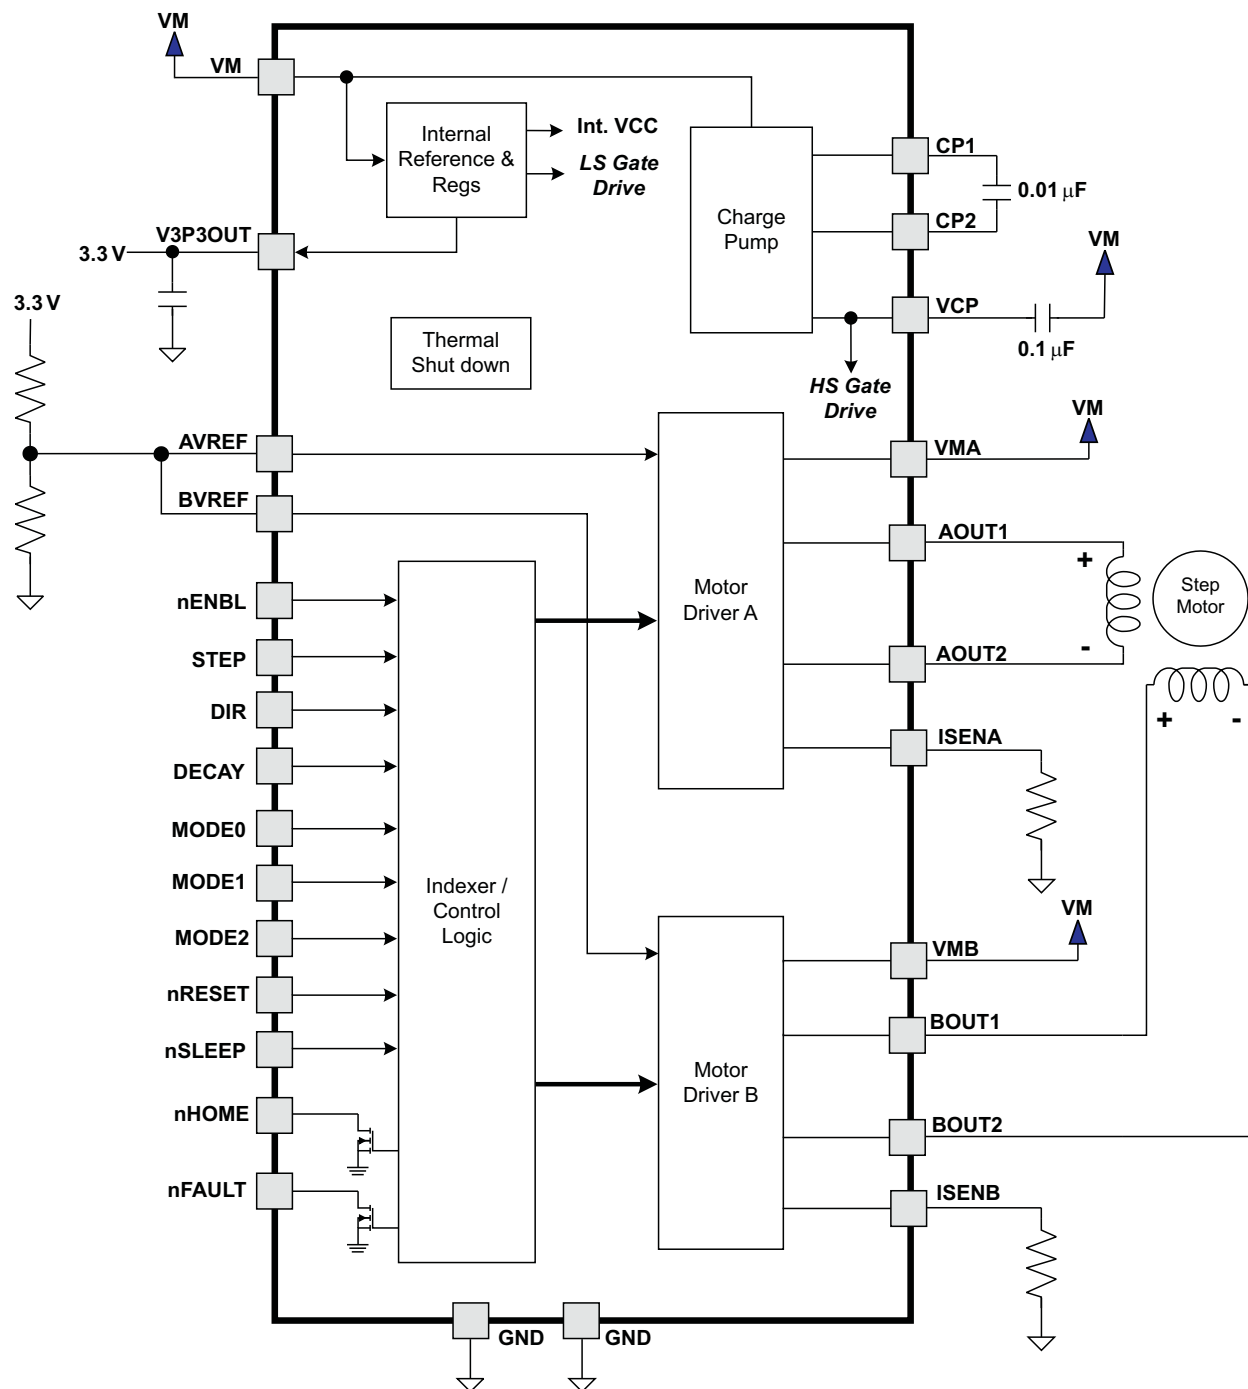 VM
VM
Internal
Reference &
Regs
Int. VCC
LS Gate
Drive
Charge
Pump
CP1
0.01 µF
CP2
VM
VCP
0.1 µF
HS Gate
Drive
V3P3OUT
3.3 V
3.3 V
Thermal
Shut down
AVREF
BVREF
nENBL
STEP
DIR
DECAY
MODE0
MODE1
MODE2
nRESET
nSLEEP
nHOME
nFAULT
Indexer /
Control
Logic
Motor
Driver A
VM
VMA
AOUT1
+
-
Step
Motor
AOUT2
+
-
ISENA
Motor
Driver B
VM
VMB
BOUT1
BOUT2
ISENB
GND
GND